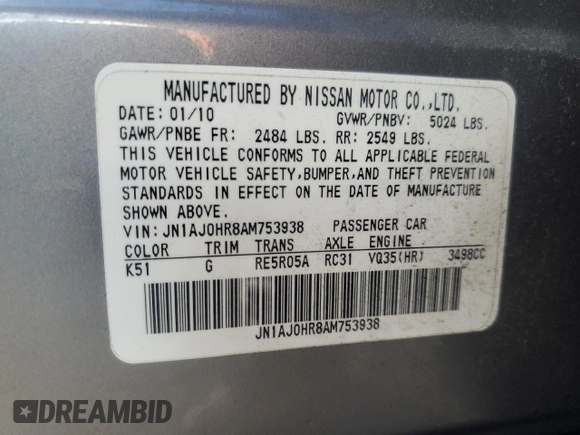 MANUFACTURED BY NISSAN MOTOR CO.,LTD.
DATE: 01/10 GVWR/PNBV: 5024 LBS.
GAWR/PNBE FR: 2484 LBS. RR: 2549 LBS.
THIS VEHICLE CONFORMS TO ALL APPLICABLE FEDERAL
MOTOR VEHICLE SAFETY,BUMPER,AND THEFT PREVENTION
STANDARDS IN EFFECT ON THE DATE OF MANUFACTURE
SHOWN ABOVE.
VIN: JN1AJ0HR8AM753938 PASSENGER CAR
COLOR TRIM TRANS AXLE ENGINE
K51 G RE5R05A RC31 VQ35(HR) 3498CC
JN1AJ0HR8AM753938
DREAMBID